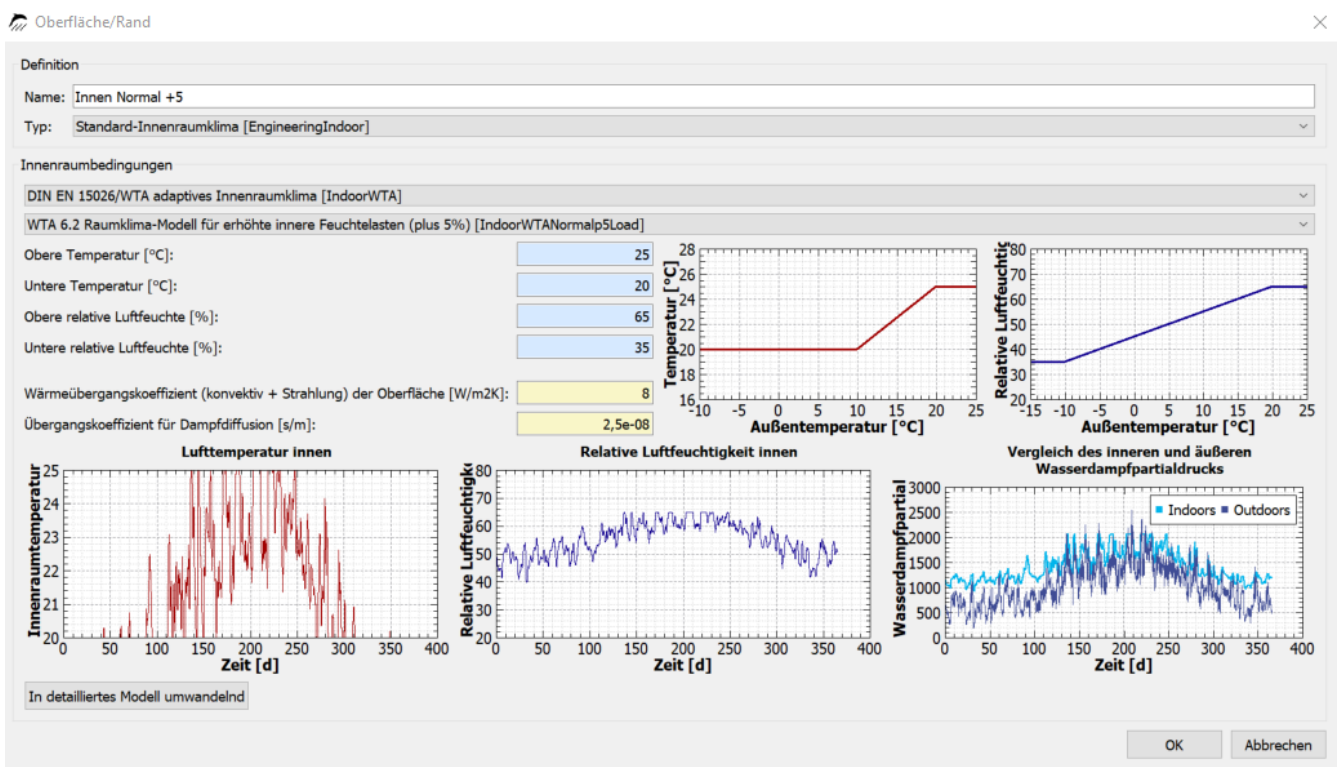 Oberfläche/Rand
Definition
Name: Innen Normal +5
Typ: Standard-Innenraumklima [EngineeringIndoor]
Innenraumbedingungen
DIN EN 15026/WTA adaptives Innenraumklima [IndoorWTA]
WTA 6.2 Raumklima-Modell für erhöhte innere Feuchtelasten (plus 5%) [IndoorWTANormalp5Load]
Obere Temperatur [°C]: 25
Untere Temperatur [°C]: 20
Obere relative Luftfeuchte [%]: 65
Untere relative Luftfeuchte [%]: 35
Wärmeübergangskoeffizient (konvektiv + Strahlung) der Oberfläche [W/m2K]: 8
Übergangskoeffizient für Dampfdiffusion [s/m]: 2,5e-08
Temperatur [°C]
28
26
24
22
20
18
16
-10 -5 0 5 10 15 20 25
Außentemperatur [°C]
Relative Luftfeuchtig
80
70
60
50
40
30
20
-15 -10 -5 0 5 10 15 20 25
Außentemperatur [°C]
Lufttemperatur innen
Innenraumtemperatur
25
24
23
22
21
20
0 50 100 150 200 250 300 350 400
Zeit [d]
Relative Luftfeuchtigkeit innen
Relative Luftfeuchtigke
80
70
60
50
40
30
20
0 50 100 150 200 250 300 350 400
Zeit [d]
Vergleich des inneren und äußeren
Wasserdampfpartialdrucks
Wasserdampfpartial
3000
2500
2000
1500
1000
500
0
Indoors Outdoors
0 50 100 150 200 250 300 350 400
Zeit [d]
In detailliertes Modell umwandelnd
OK Abbrechen